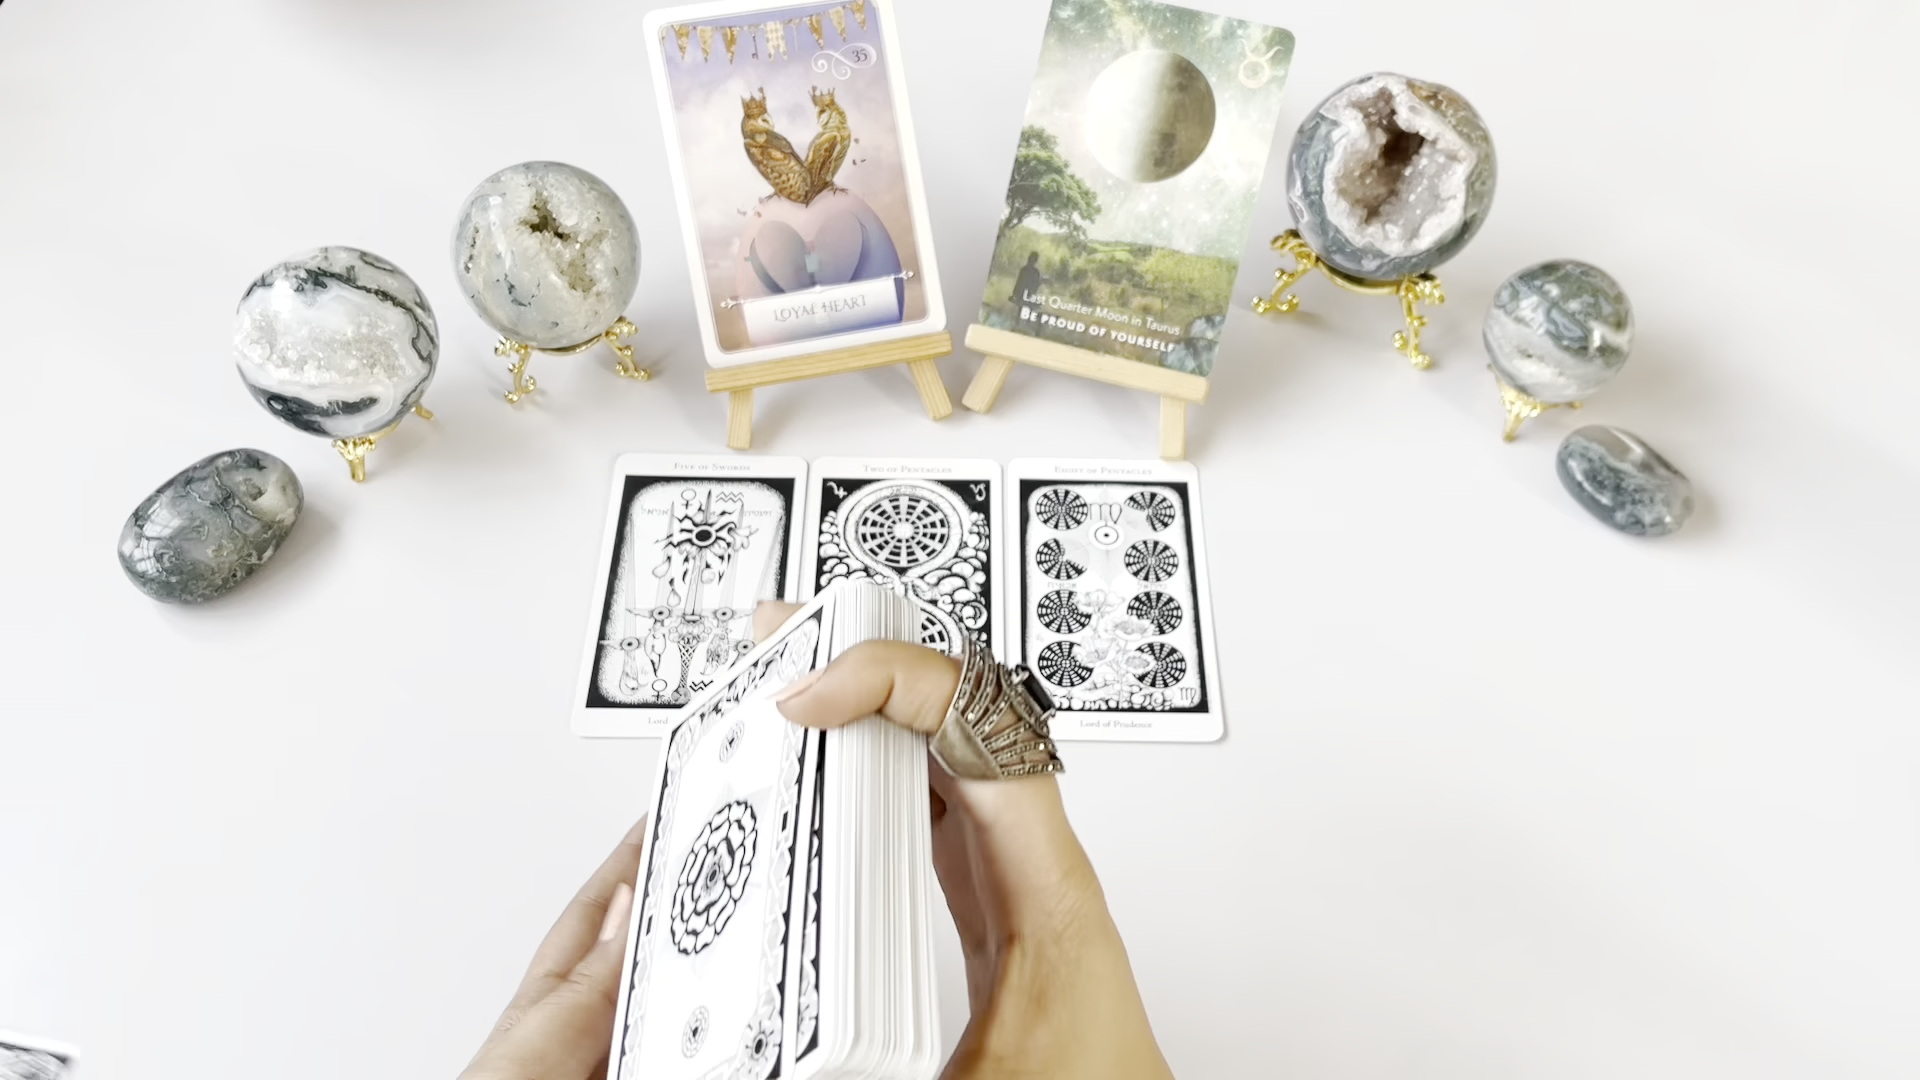 35
LOYAL HEART
Last Quarter Moon in Taurus
BE PROUD OF YOURSELF
FIVE OF SWORDS
TWO OF PENTACLES
EIGHT OF PENTACLES
אניאל
Lord
Lord of Prudence